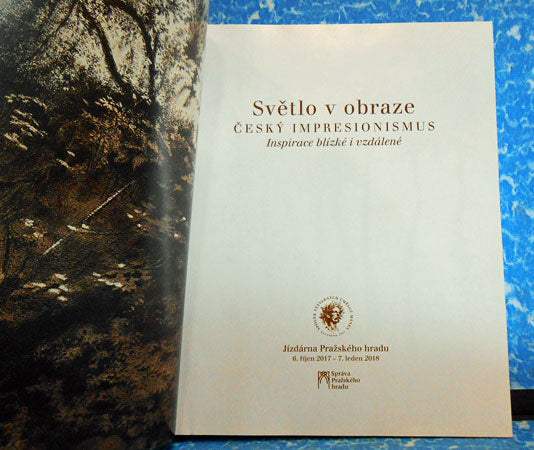 Světlo v obraze
ČESKÝ IMPRESIONISMUS
Inspirace blízké i vzdálené
Jízdárna Pražského hradu
6. říjen 2017 – 7. leden 2018
Správa
Pražského
hradu